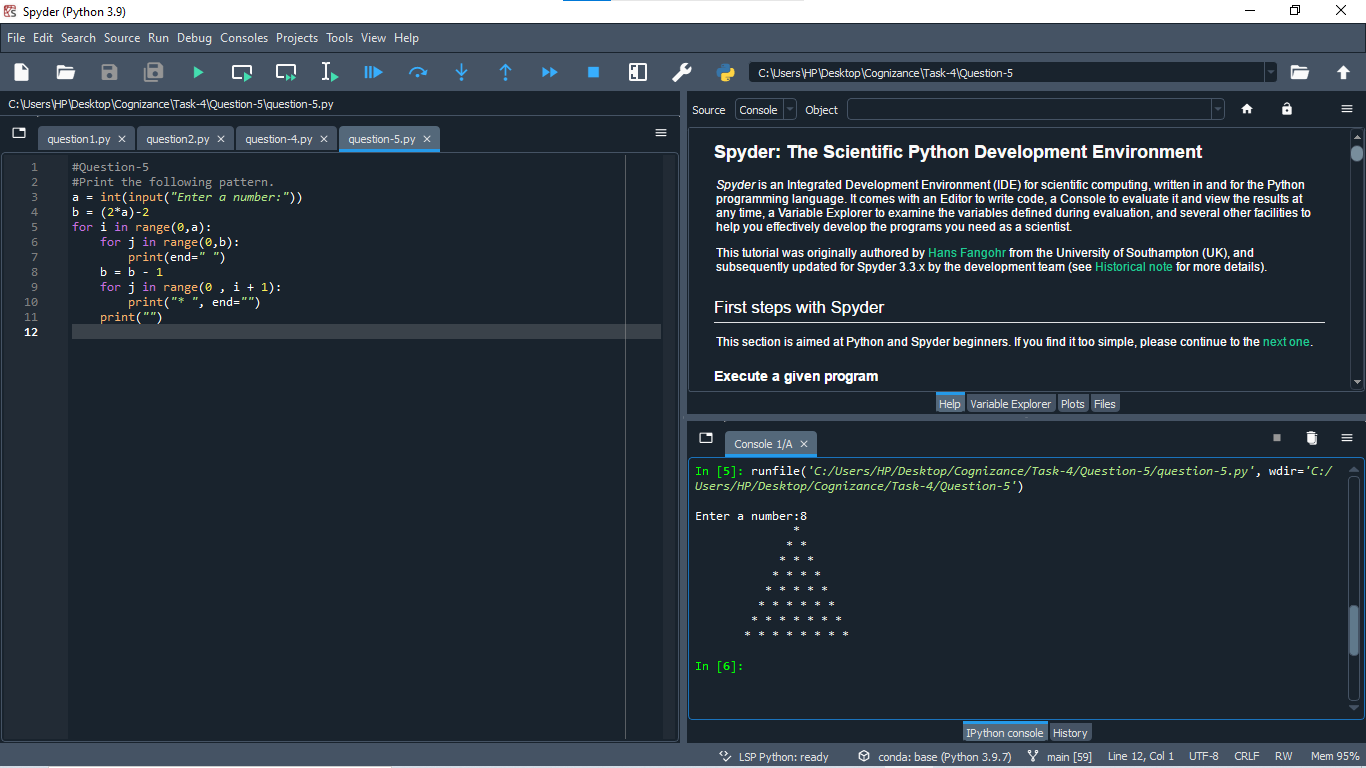 Spyder (Python 3.9)
File Edit Search Source Run Debug Consoles Projects Tools View Help
C:\Users\HP\Desktop\Cognizance\Task-4\Question-5
C:\Users\HP\Desktop\Cognizance\Task-4\Question-5\question-5.py
question1.py question2.py question-4.py question-5.py
1 #Question-5
2 #Print the following pattern.
3 a = int(input("Enter a number:"))
4 b = (2*a)-2
5 for i in range(0,a):
6     for j in range(0,b):
7         print(end=" ")
8     b = b - 1
9     for j in range(0 , i + 1):
10         print("* ", end="")
11     print("")
12
Source Console Object
Spyder: The Scientific Python Development Environment
Spyder is an Integrated Development Environment (IDE) for scientific computing, written in and for the Python
programming language. It comes with an Editor to write code, a Console to evaluate it and view the results at
any time, a Variable Explorer to examine the variables defined during evaluation, and several other facilities to
help you effectively develop the programs you need as a scientist.
This tutorial was originally authored by Hans Fangohr from the University of Southampton (UK), and
subsequently updated for Spyder 3.3.x by the development team (see Historical note for more details).
First steps with Spyder
This section is aimed at Python and Spyder beginners. If you find it too simple, please continue to the next one.
Execute a given program
Help Variable Explorer Plots Files
Console 1/A
In [5]: runfile('C:/Users/HP/Desktop/Cognizance/Task-4/Question-5/question-5.py', wdir='C:/
Users/HP/Desktop/Cognizance/Task-4/Question-5')
Enter a number:8
              *
             * *
            * * *
           * * * *
          * * * * *
         * * * * * *
        * * * * * * *
       * * * * * * * *
In [6]:
IPython console History
LSP Python: ready conda: base (Python 3.9.7) main [59] Line 12, Col 1 UTF-8 CRLF RW Mem 95%